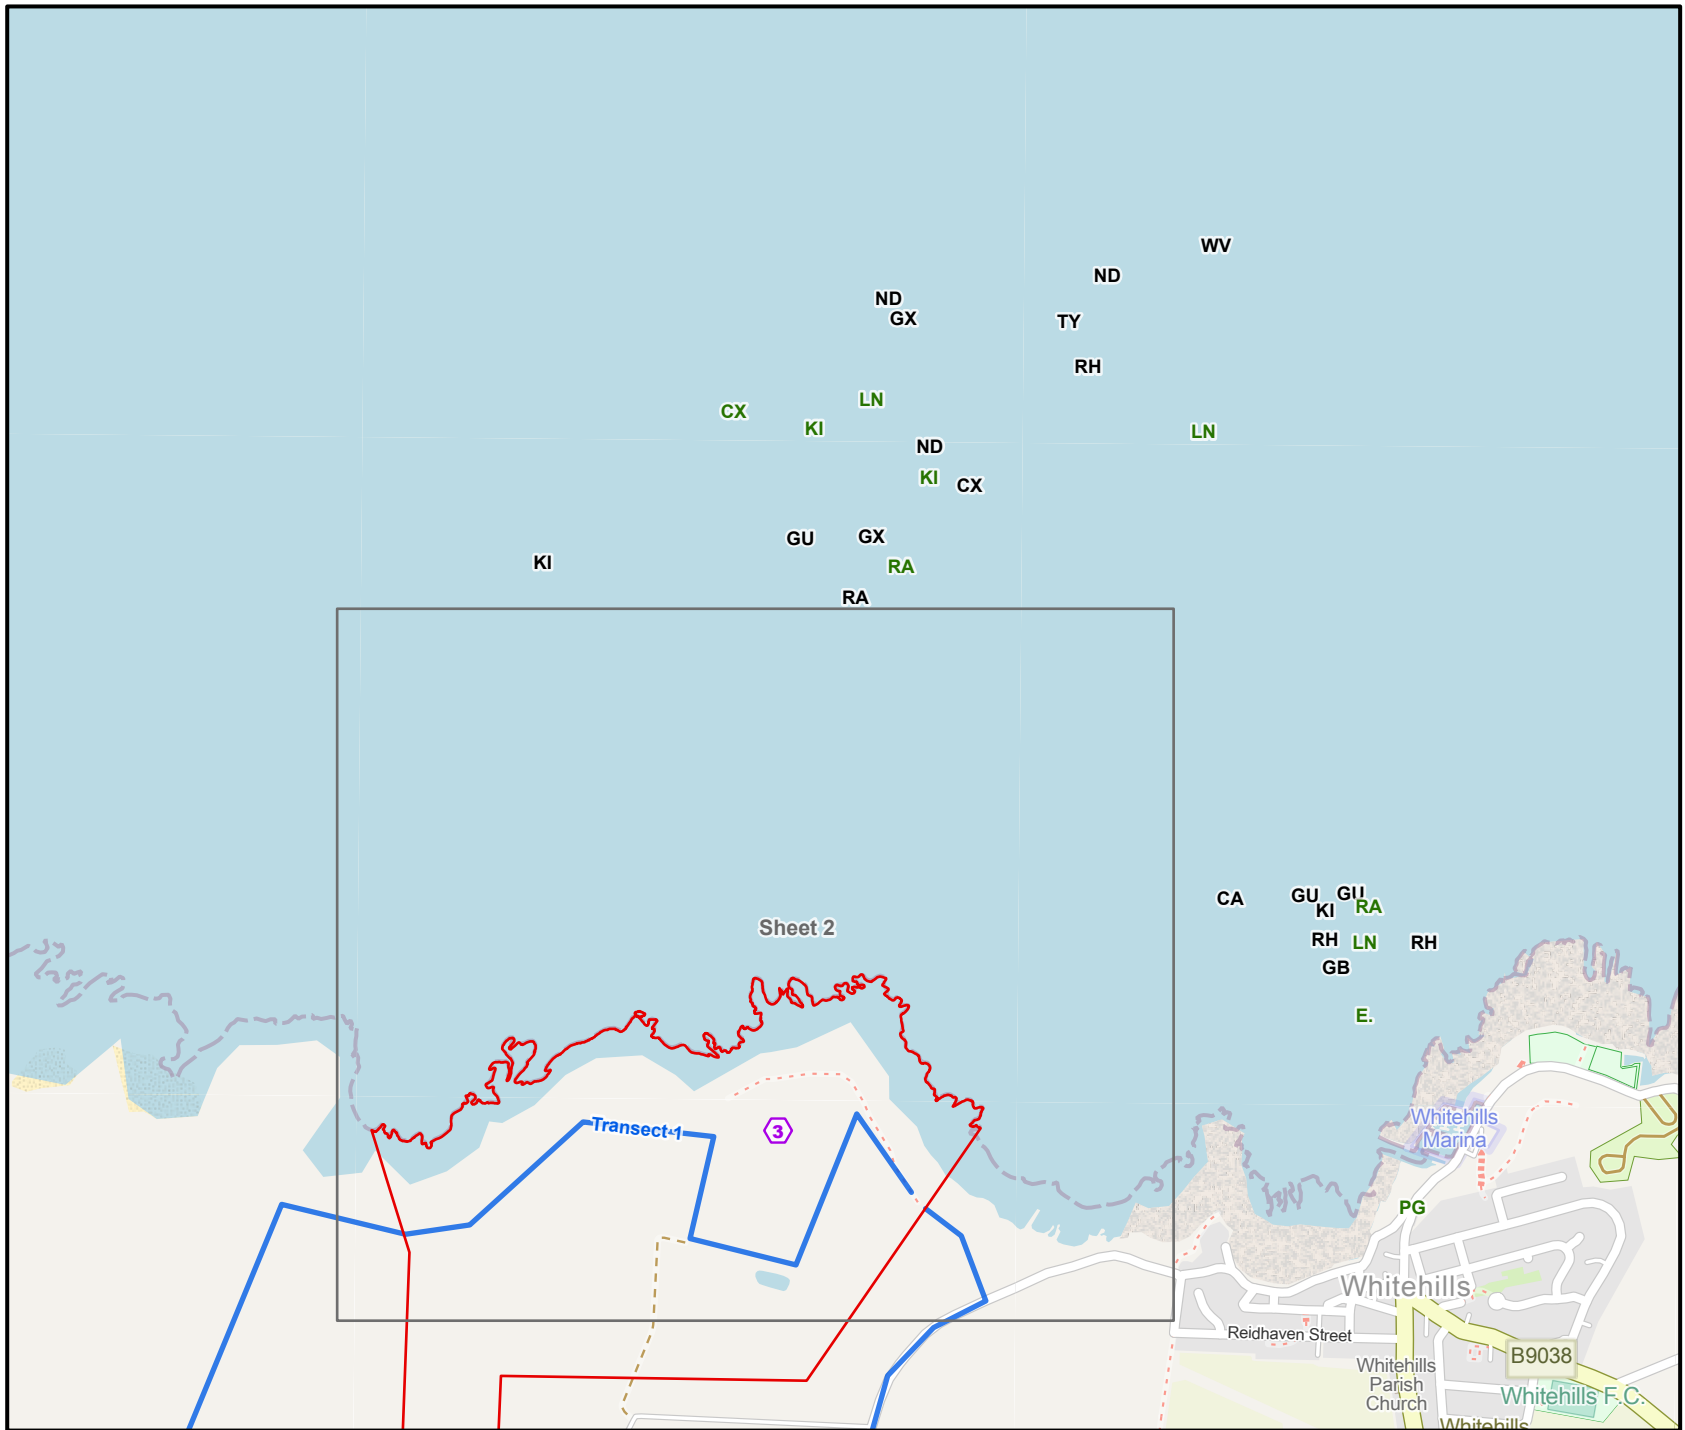 WV
ND
ND
GX
TY
RH
LN
CX
KI
LN
ND
KI
CX
GU
GX
KI
RA
RA
CA
GU
GU
KI
RA
Sheet 2
RH
LN
RH
GB
E.
Transect 1
3
Whitehills
Marina
PG
Whitehills
Reidhaven Street
B9038
Whitehills
Parish
Church
Whitehills F.C.
Whitehills